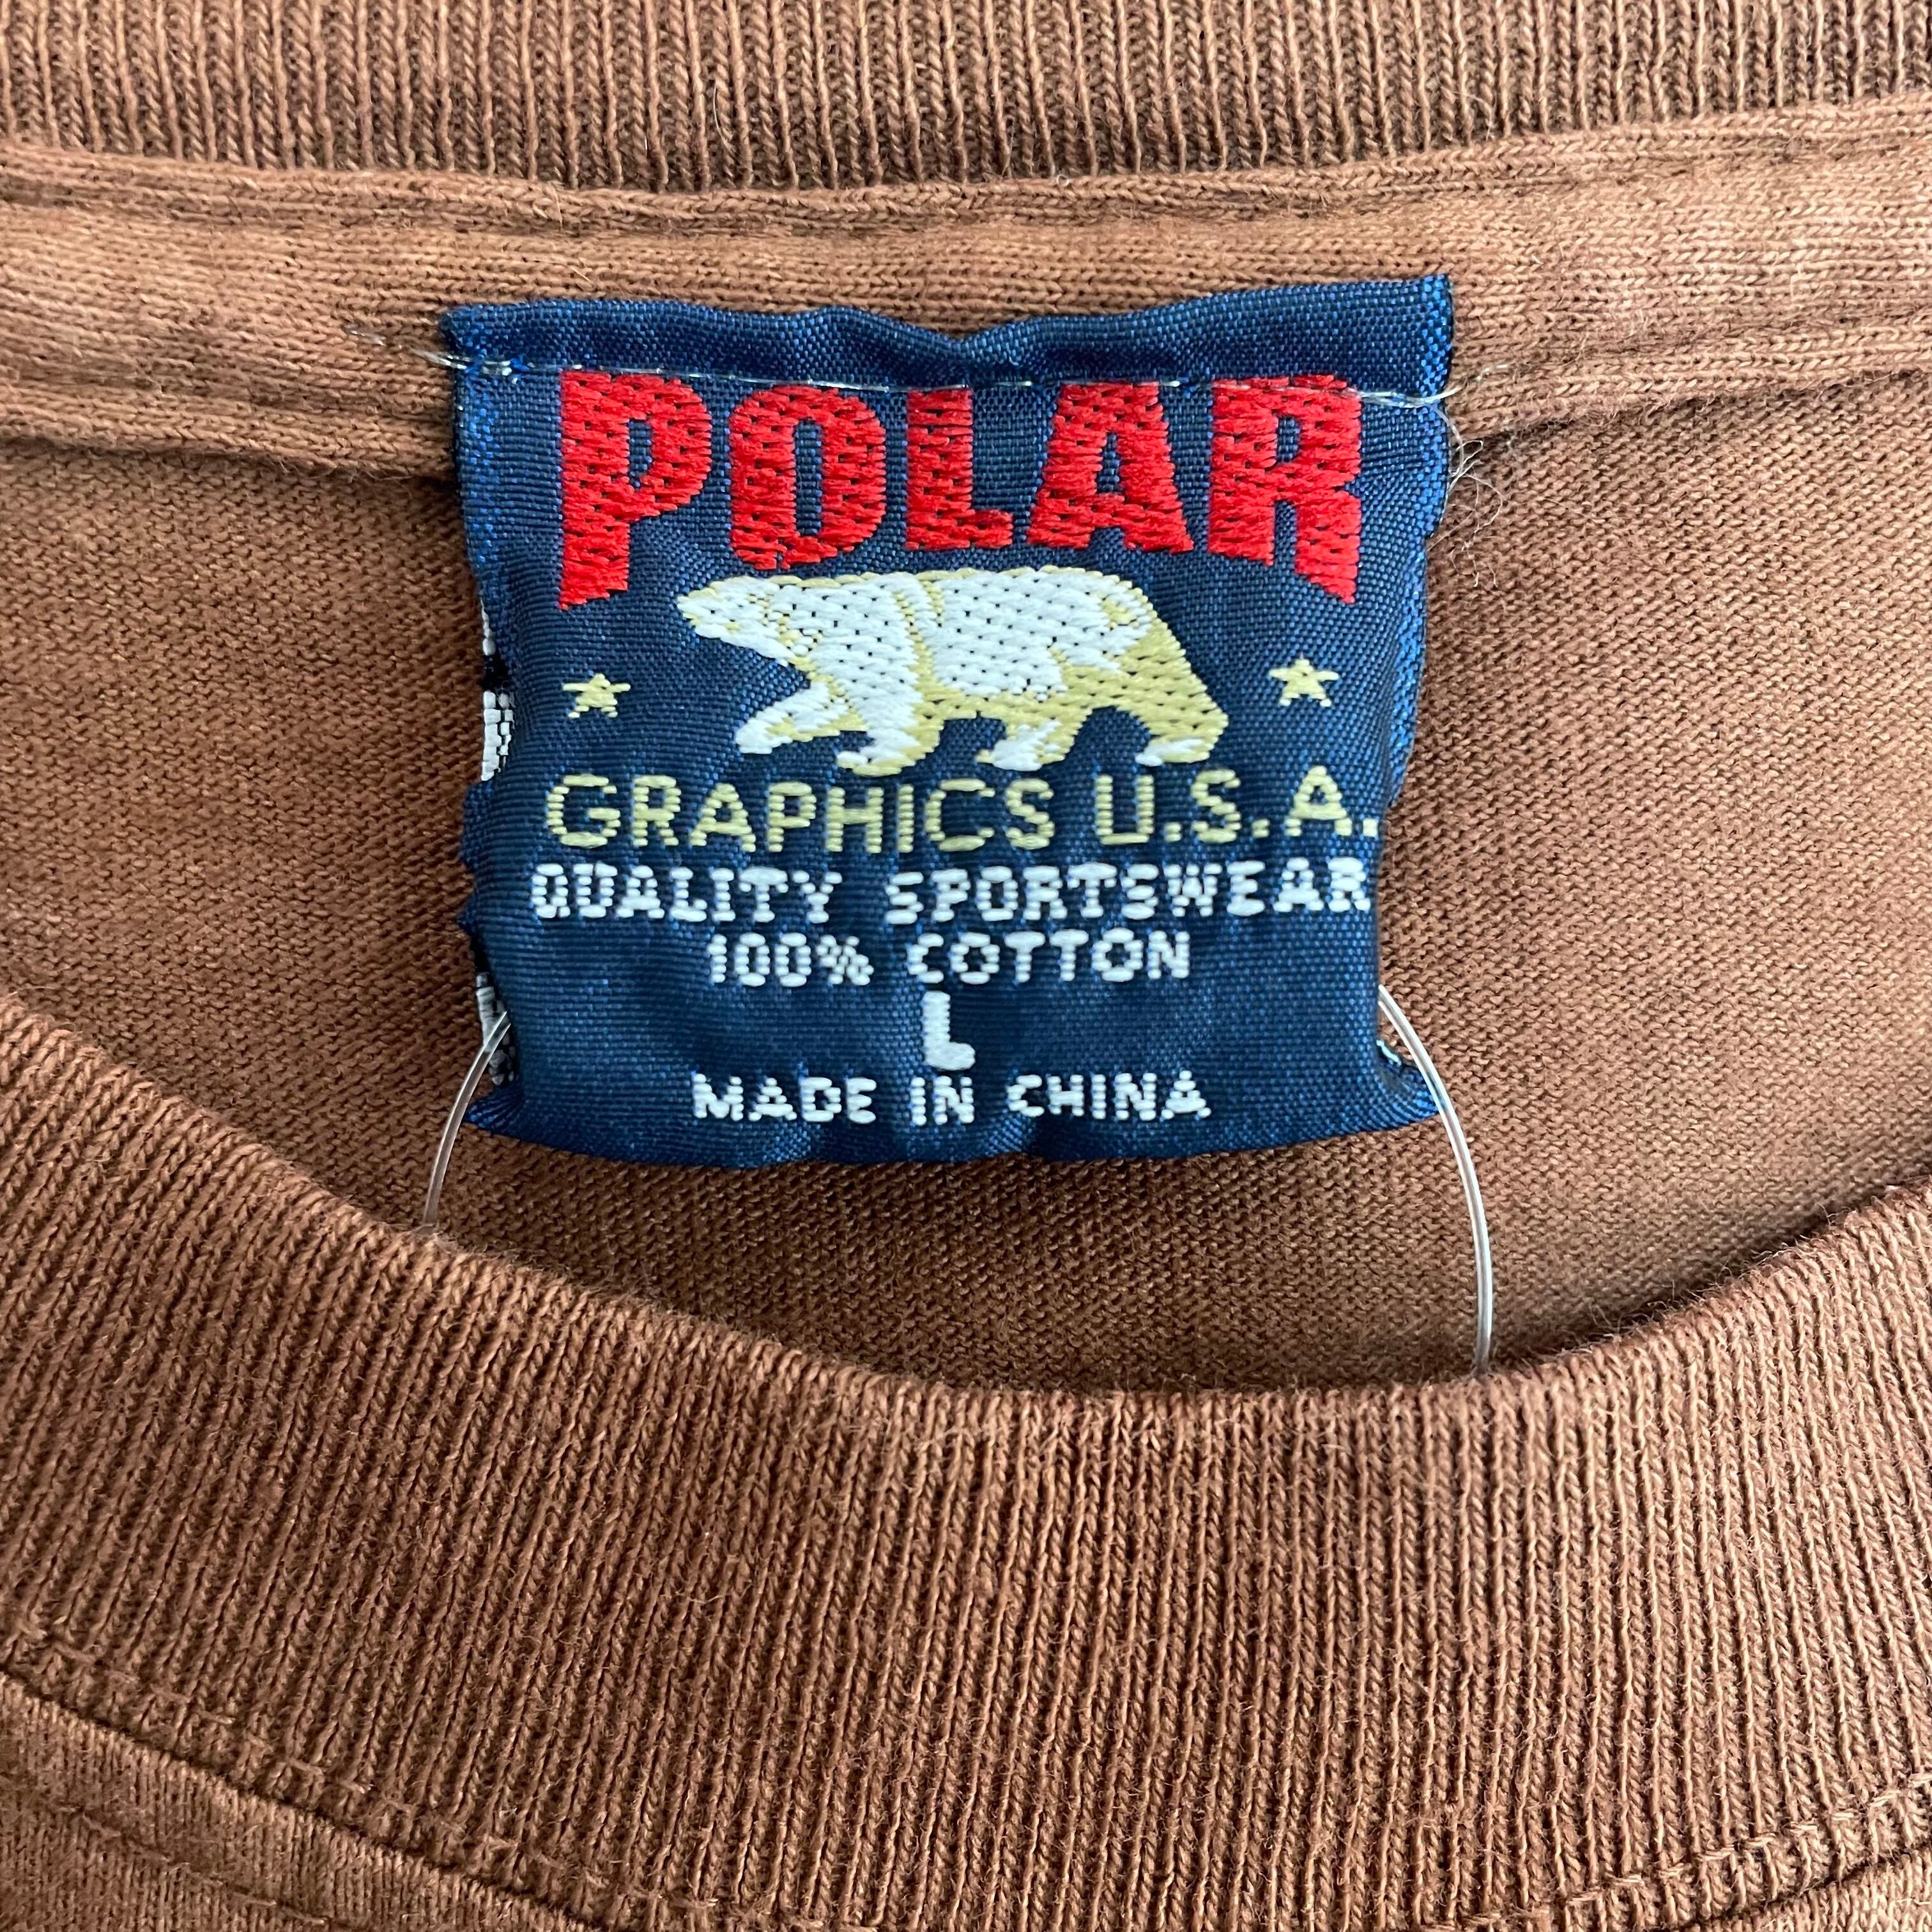 POLAR
GRAPHICS U.S.A.
QUALITY SPORTSWEAR
100% COTTON
L
MADE IN CHINA